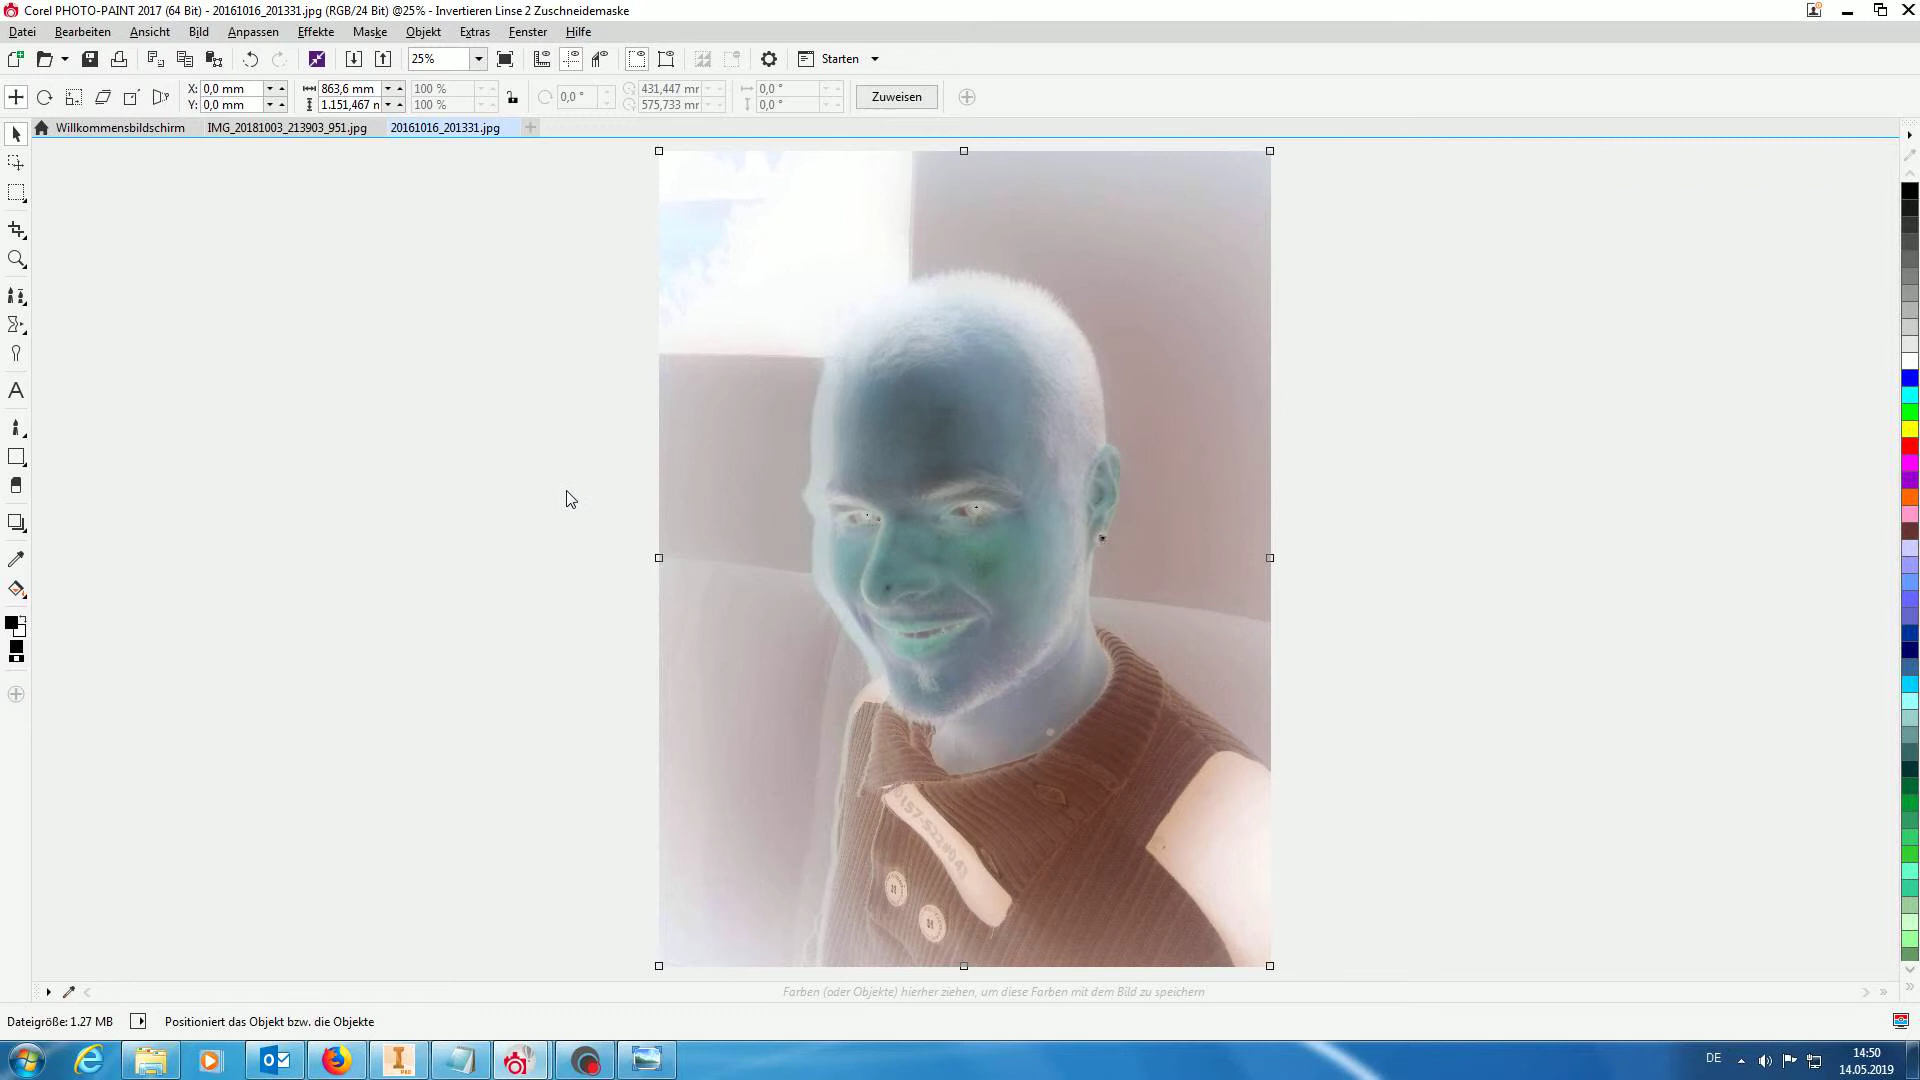 Corel PHOTO-PAINT 2017 (64 Bit) - 20161016_201331.jpg (RGB/24 Bit) @25% - Invertieren Linse 2 Zuschneidemaske
Datei Bearbeiten Ansicht Bild Anpassen Effekte Maske Objekt Fenster Extras Hilfe
25% Starten
X: 0,0 mm 863,6 mm 100 % 0,0 ° 431,447 mr 0,0 ° Zuweisen
Y: 0,0 mm 1.151,467 n 100 % 575,733 mm 0,0 °
Willkommensbildschirm IMG_20181003_213903_951.jpg 20161016_201331.jpg
Farben (oder Objekte) hierher ziehen, um diese Farben mit dem Bild zu speichern
Dateigröße: 1.27 MB Positioniert das Objekt bzw. die Objekte
DE 14:50
14.05.2019